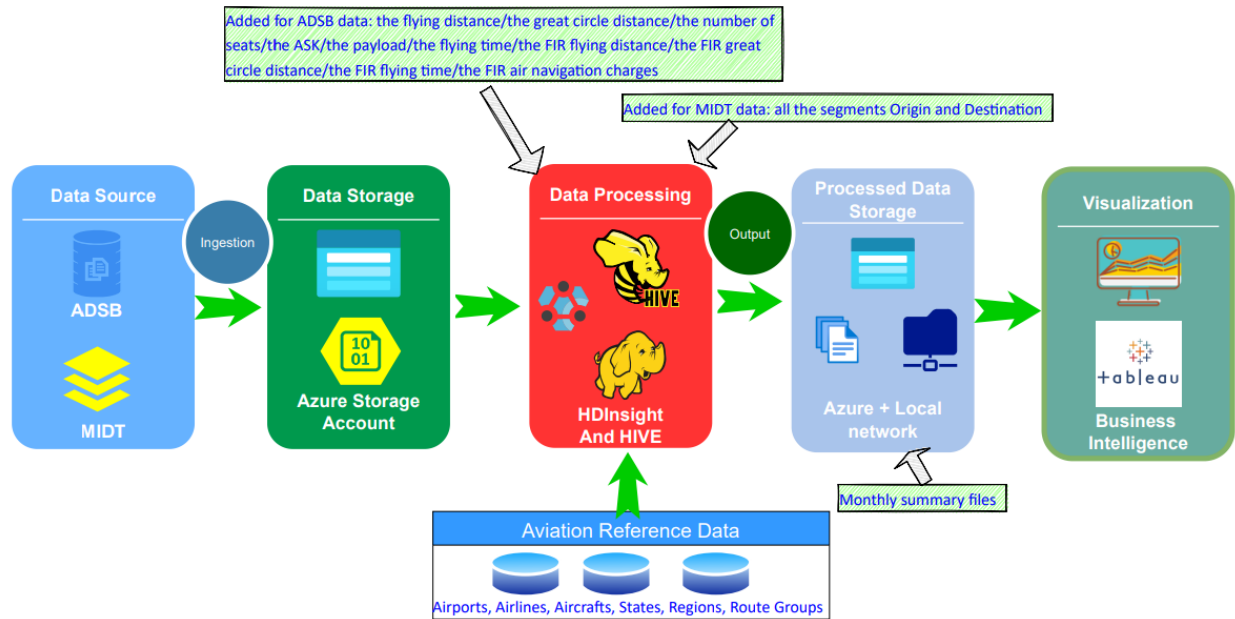 Added for ADSB data: the flying distance/the great circle distance/the number of
seats/the ASK/the payload/the flying time/the FIR flying distance/the FIR great
circle distance/the FIR flying time/the FIR air navigation charges
Added for MIDT data: all the segments Origin and Destination
Data Source
ADSB
MIDT
Ingestion
Data Storage
10
01
Azure Storage
Account
Data Processing
HIVE
HDInsight
And HIVE
Output
Processed Data
Storage
Azure + Local
network
Visualization
+ableau
Business
Intelligence
Monthly summary files
Aviation Reference Data
Airports, Airlines, Aircrafts, States, Regions, Route Groups